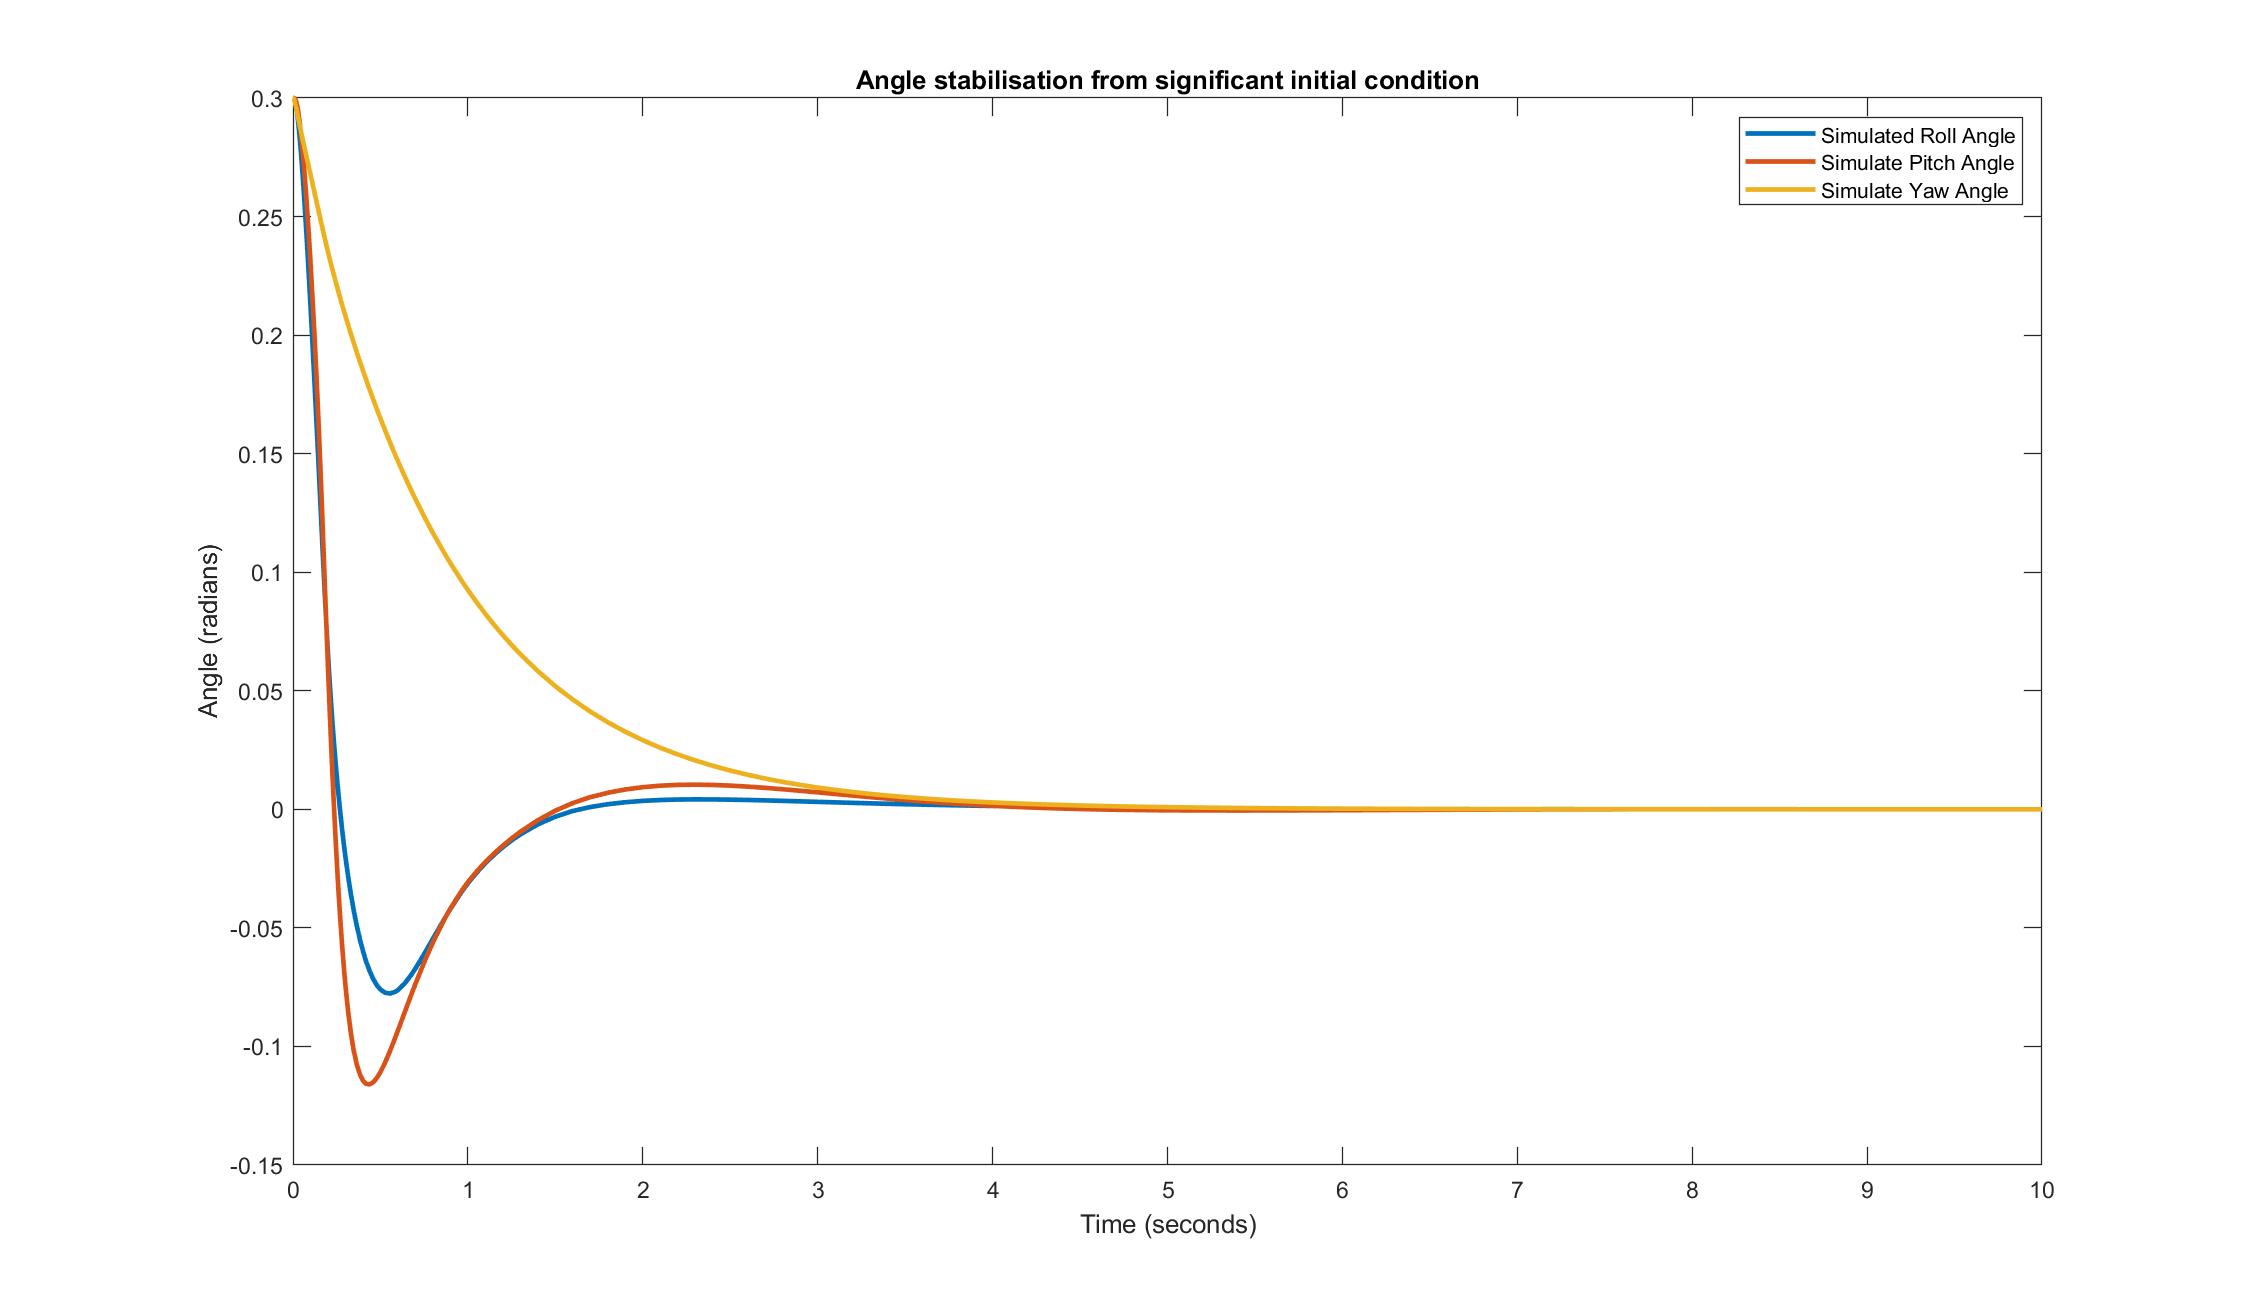 Angle stabilisation from significant initial condition
Simulated Roll Angle
Simulate Pitch Angle
Simulate Yaw Angle
0.3
0.25
0.2
0.15
0.1
0.05
0
-0.05
-0.1
-0.15
Angle (radians)
0 1 2 3 4 5 6 7 8 9 10
Time (seconds)